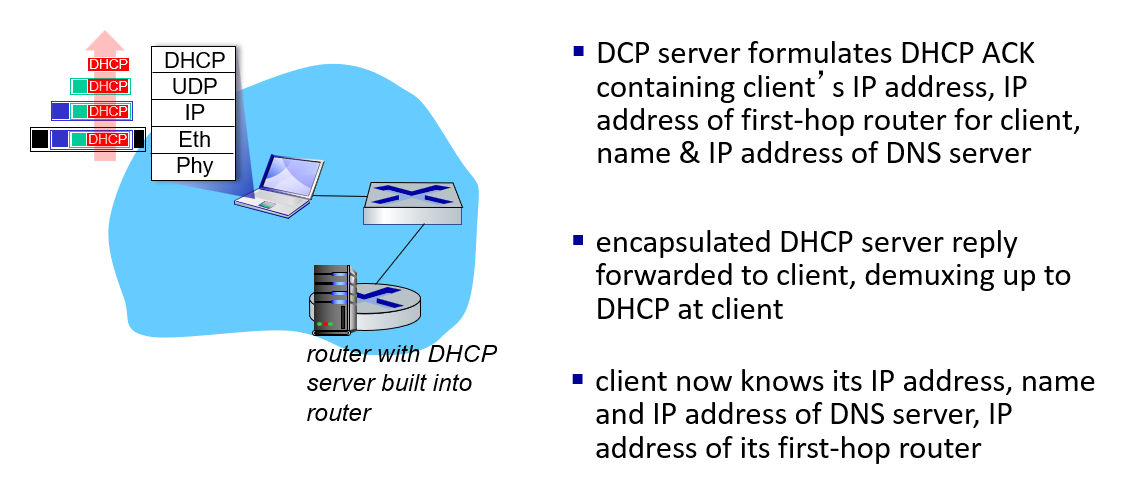 DHCP
DHCP
DHCP
DHCP
DHCP
UDP
IP
Eth
Phy
router with DHCP
server built into
router
▪ DCP server formulates DHCP ACK
containing client’s IP address, IP
address of first-hop router for client,
name & IP address of DNS server
▪ encapsulated DHCP server reply
forwarded to client, demuxing up to
DHCP at client
▪ client now knows its IP address, name
and IP address of DNS server, IP
address of its first-hop router